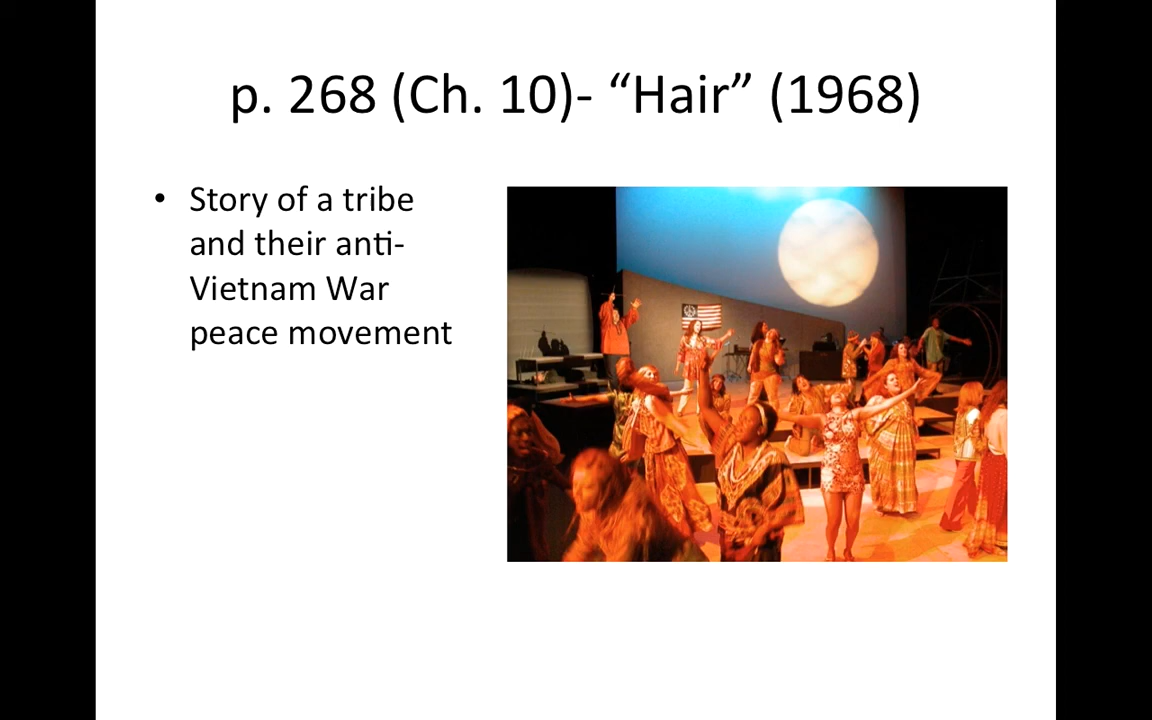 p. 268 (Ch. 10)- “Hair” (1968)
• Story of a tribe
and their anti-
Vietnam War
peace movement